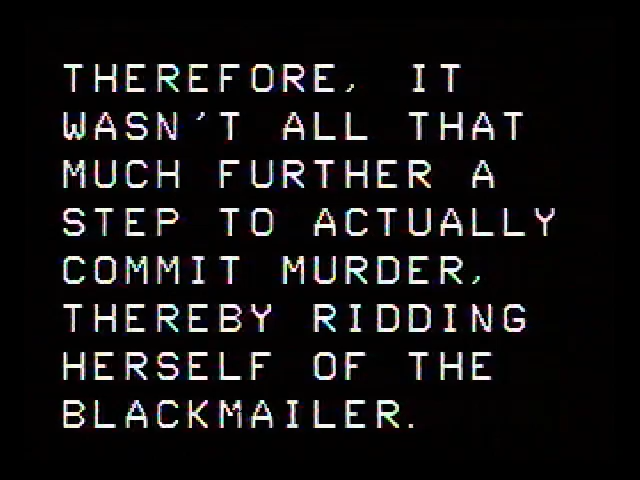 THEREFORE, IT
WASN'T ALL THAT
MUCH FURTHER A
STEP TO ACTUALLY
COMMIT MURDER,
THEREBY RIDDING
HERSELF OF THE
BLACKMAILER.